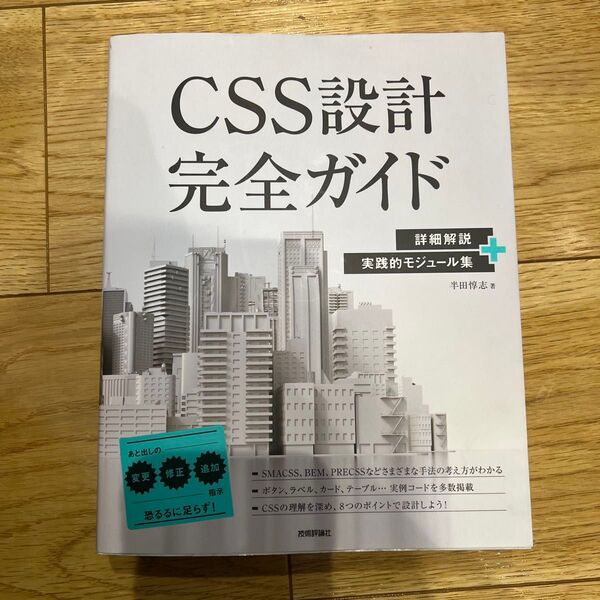 CSS設計
完全ガイド
詳細解説
+
実践的モジュール集
半田惇志 著
あと出しの
変更 修正 追加
指示
恐るるに足らず！
SMACSS、BEM、PRECSSなどさまざまな手法の考え方がわかる
ボタン、ラベル、カード、テーブル… 実例コードを多数掲載
CSSの理解を深め、8つのポイントで設計しよう！
技術評論社